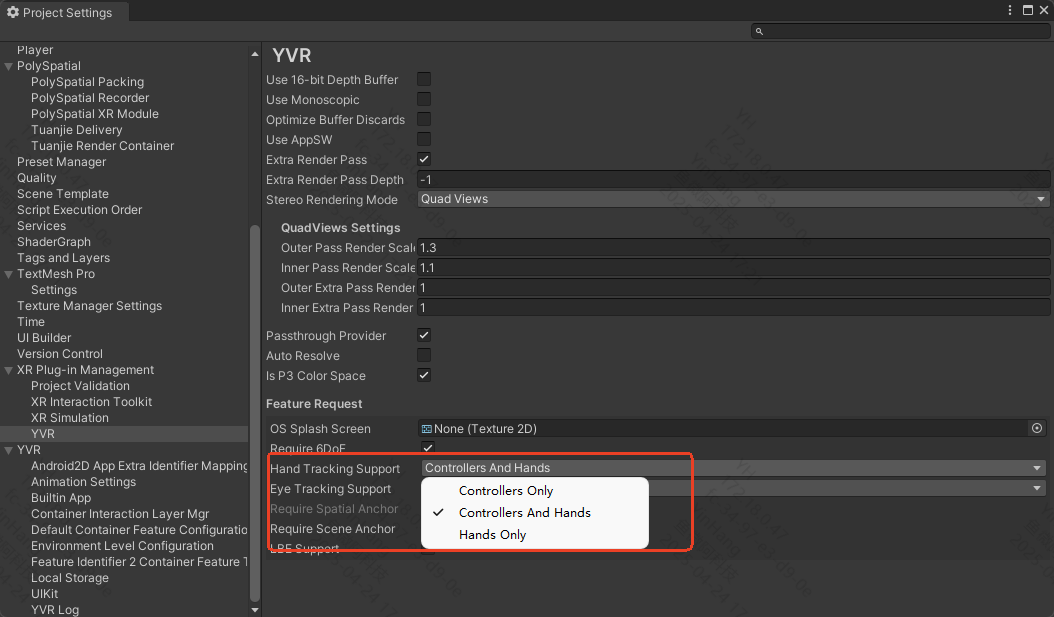 Project Settings
Player
PolySpatial
PolySpatial Packing
PolySpatial Recorder
PolySpatial XR Module
Tuanjie Delivery
Tuanjie Render Container
Preset Manager
Quality
Scene Template
Script Execution Order
Services
ShaderGraph
Tags and Layers
TextMesh Pro
Settings
Texture Manager Settings
Time
UI Builder
Version Control
XR Plug-in Management
Project Validation
XR Interaction Toolkit
XR Simulation
YVR
YVR
Android2D App Extra Identifier Mapping
Animation Settings
Builtin App
Container Interaction Layer Mgr
Default Container Feature Configuratio
Environment Level Configuration
Feature Identifier 2 Container Feature T
Local Storage
UIKit
YVR Log
YVR
Use 16-bit Depth Buffer
Use Monoscopic
Optimize Buffer Discards
Use AppSW
Extra Render Pass
Extra Render Pass Depth -1
Stereo Rendering Mode Quad Views
QuadViews Settings
Outer Pass Render Scale 1.3
Inner Pass Render Scale 1.1
Outer Extra Pass Render 1
Inner Extra Pass Render 1
Passthrough Provider
Auto Resolve
Is P3 Color Space
Feature Request
OS Splash Screen None (Texture 2D)
Require 6DoF
Hand Tracking Support Controllers And Hands
Eye Tracking Support
Require Spatial Anchor
Require Scene Anchor
LBE Support
Controllers Only
Controllers And Hands
Hands Only